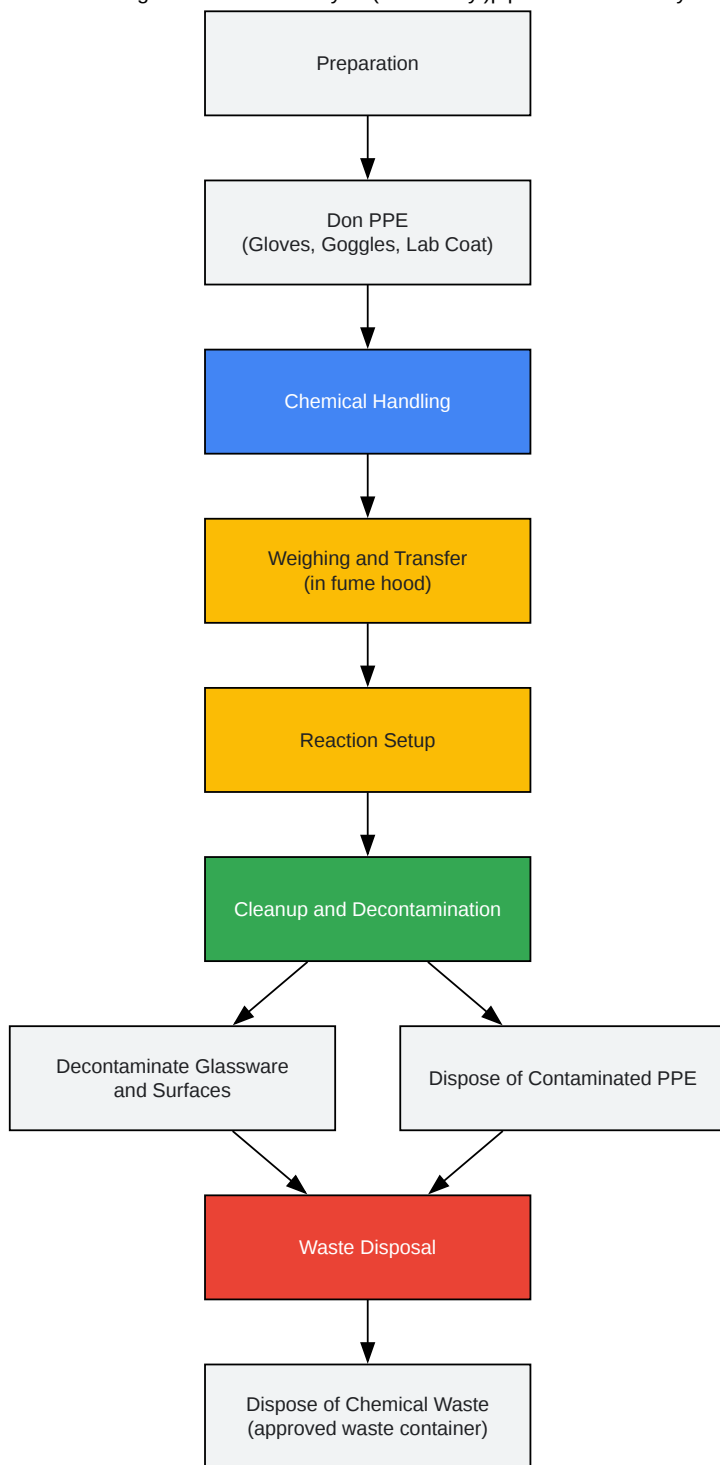 Preparation
Don PPE
(Gloves, Goggles, Lab Coat)
Chemical Handling
Weighing and Transfer
(in fume hood)
Reaction Setup
Cleanup and Decontamination
Decontaminate Glassware
and Surfaces
Dispose of Contaminated PPE
Waste Disposal
Dispose of Chemical Waste
(approved waste container)